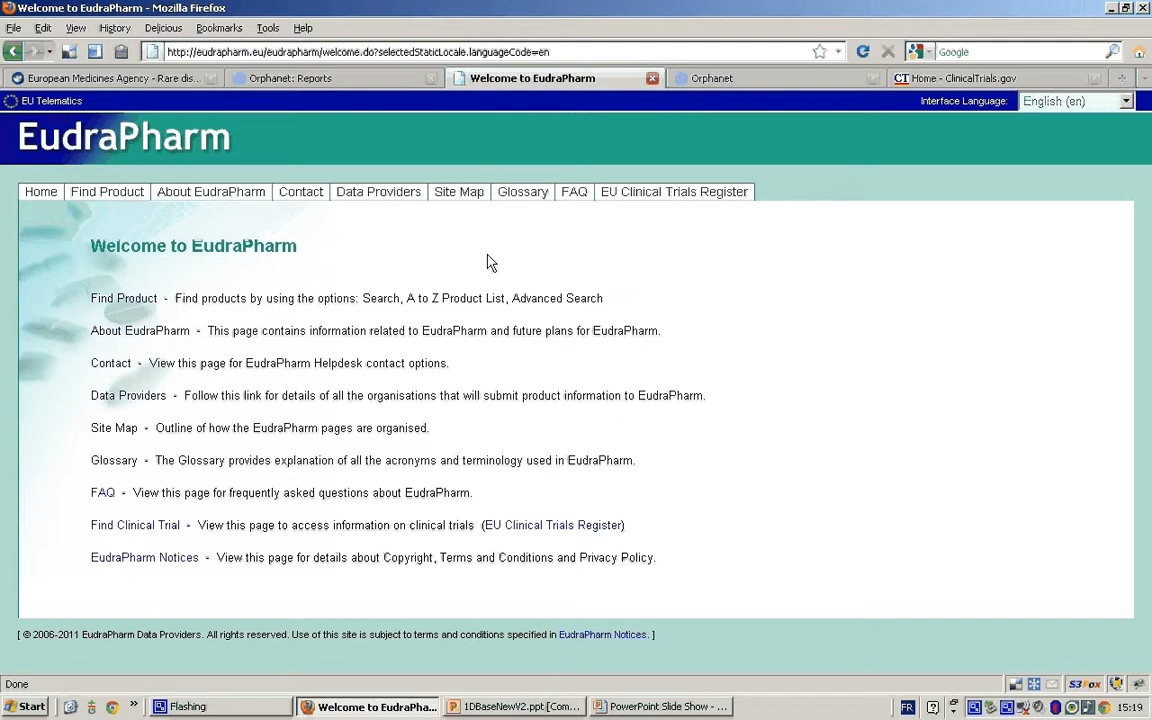 Welcome to EudraPharm - Mozilla Firefox
File Edit View History Delicious Bookmarks Tools Help
http://eudrapharm.eu/eudrapharm/welcome.do?selectedStaticLocale.languageCode=en
Google
European Medicines Agency - Rare dis...
Orphanet: Reports
Welcome to EudraPharm
Orphanet
CT Home - ClinicalTrials.gov
EU Telematics
Interface Language: English (en)
EudraPharm
Home Find Product About EudraPharm Contact Data Providers Site Map Glossary FAQ EU Clinical Trials Register
Welcome to EudraPharm
Find Product - Find products by using the options: Search, A to Z Product List, Advanced Search
About EudraPharm - This page contains information related to EudraPharm and future plans for EudraPharm.
Contact - View this page for EudraPharm Helpdesk contact options.
Data Providers - Follow this link for details of all the organisations that will submit product information to EudraPharm.
Site Map - Outline of how the EudraPharm pages are organised.
Glossary - The Glossary provides explanation of all the acronyms and terminology used in EudraPharm.
FAQ - View this page for frequently asked questions about EudraPharm.
Find Clinical Trial - View this page to access information on clinical trials (EU Clinical Trials Register)
EudraPharm Notices - View this page for details about Copyright, Terms and Conditions and Privacy Policy.
[ © 2006-2011 EudraPharm Data Providers. All rights reserved. Use of this site is subject to terms and conditions specified in EudraPharm Notices. ]
Done
S3Fox
Start » Flashing Welcome to EudraPha... 1DBaseNewV2.ppt [Com... PowerPoint Slide Show - ... FR 15:19